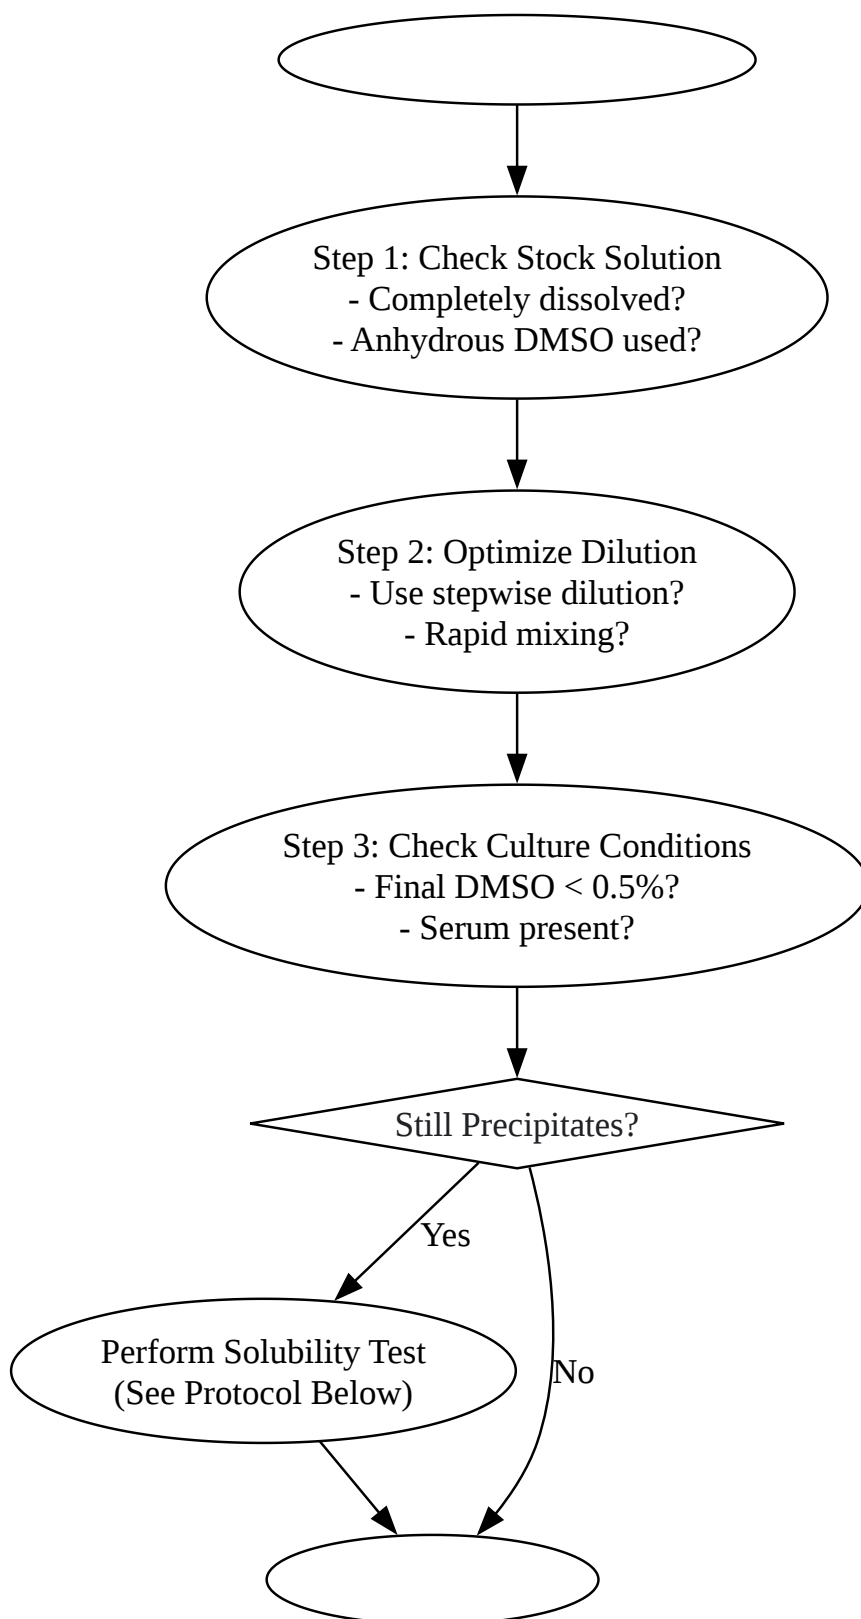 Step 1: Check Stock Solution
- Completely dissolved?
- Anhydrous DMSO used?
Step 2: Optimize Dilution
- Use stepwise dilution?
- Rapid mixing?
Step 3: Check Culture Conditions
- Final DMSO < 0.5%?
- Serum present?
Still Precipitates?
Yes
Perform Solubility Test
(See Protocol Below)
No